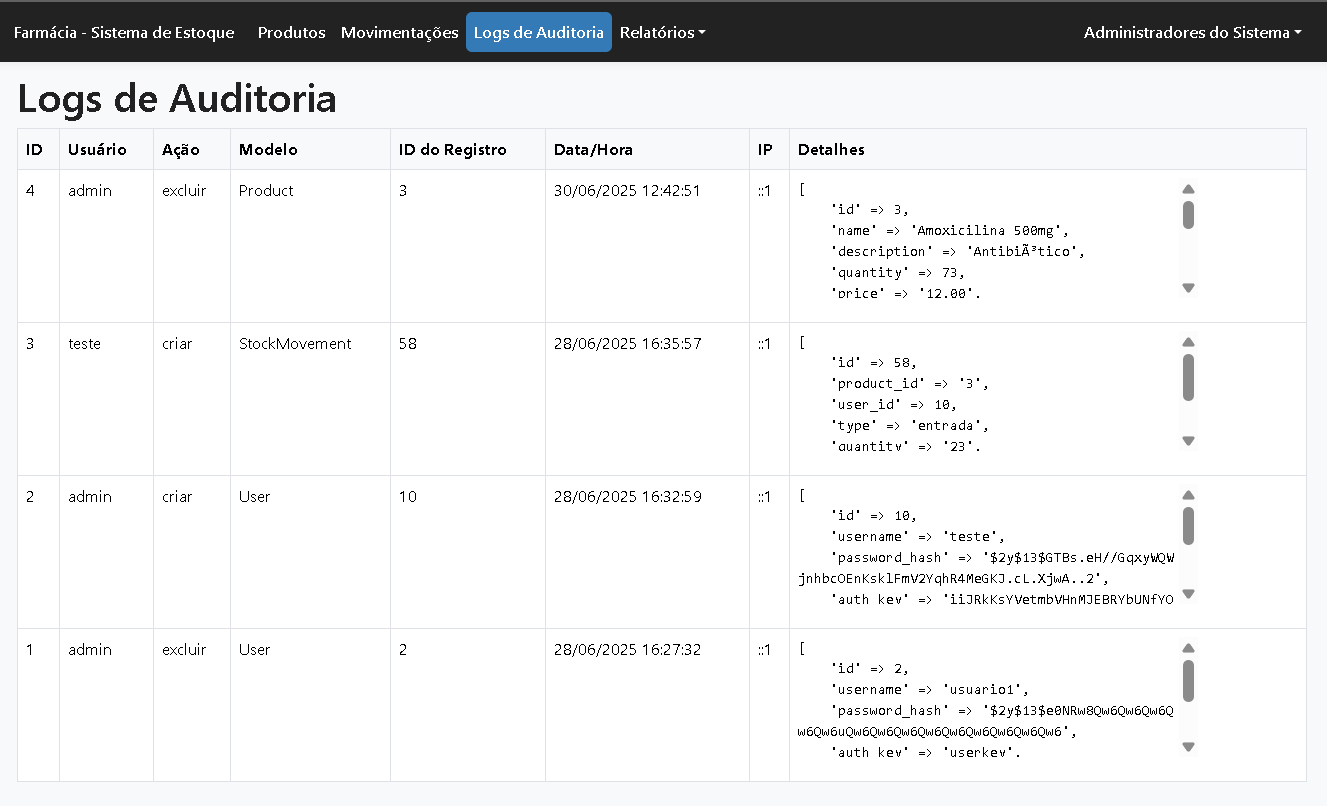 Farmácia - Sistema de Estoque Produtos Movimentações Logs de Auditoria Relatórios Administradores do Sistema
Logs de Auditoria
ID Usuário Ação Modelo ID do Registro Data/Hora IP Detalhes
4 admin excluir Product 3 30/06/2025 12:42:51 ::1 [
'id' => 3,
'name' => 'Amoxicilina 500mg',
'description' => 'AntibiÃ³tico',
'quantity' => 73,
'price' => '12.00',
3 teste criar StockMovement 58 28/06/2025 16:35:57 ::1 [
'id' => 58,
'product_id' => '3',
'user_id' => 10,
'type' => 'entrada',
'quantity' => '23',
2 admin criar User 10 28/06/2025 16:32:59 ::1 [
'id' => 10,
'username' => 'teste',
'password_hash' => '$2y$13$GTBs.eH//GqxyWQW
jnhbcOEnKsklFmV2YqhR4MeGKJ.cL.XjwA..2',
'auth_key' => 'iiJRkKsYVetmbVHnMJEBRYbUNfYO
1 admin excluir User 2 28/06/2025 16:27:32 ::1 [
'id' => 2,
'username' => 'usuario1',
'password_hash' => '$2y$13$e0NRw8Qw6Qw6Qw6Q
w6Qw6uQw6Qw6Qw6Qw6Qw6Qw6Qw6Qw6Qw6',
'auth_key' => 'userkey',